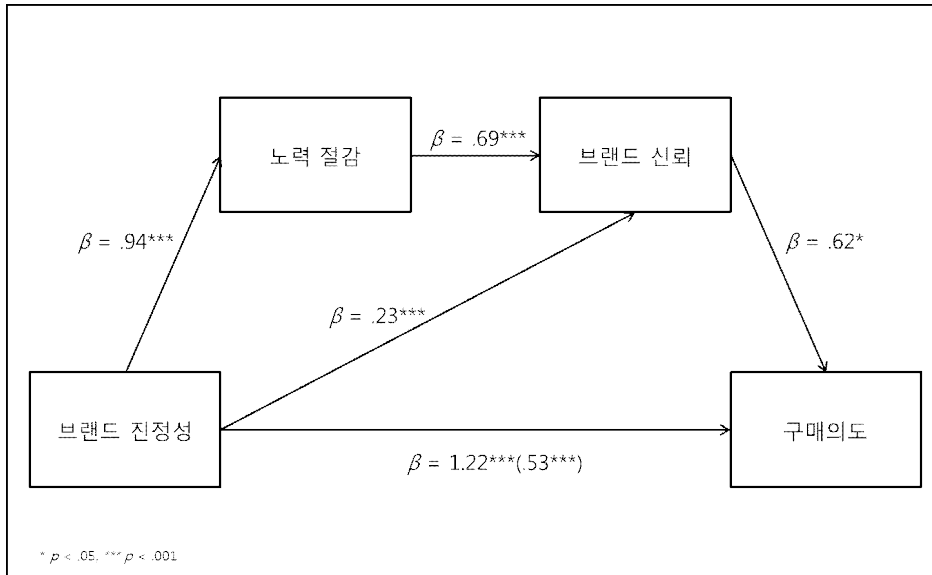 노력 절감
β = .69***
브랜드 신뢰
β = .94***
β = .62*
β = .23***
브랜드 진정성
구매의도
β = 1.22***(.53***)
* p < .05, *** p < .001